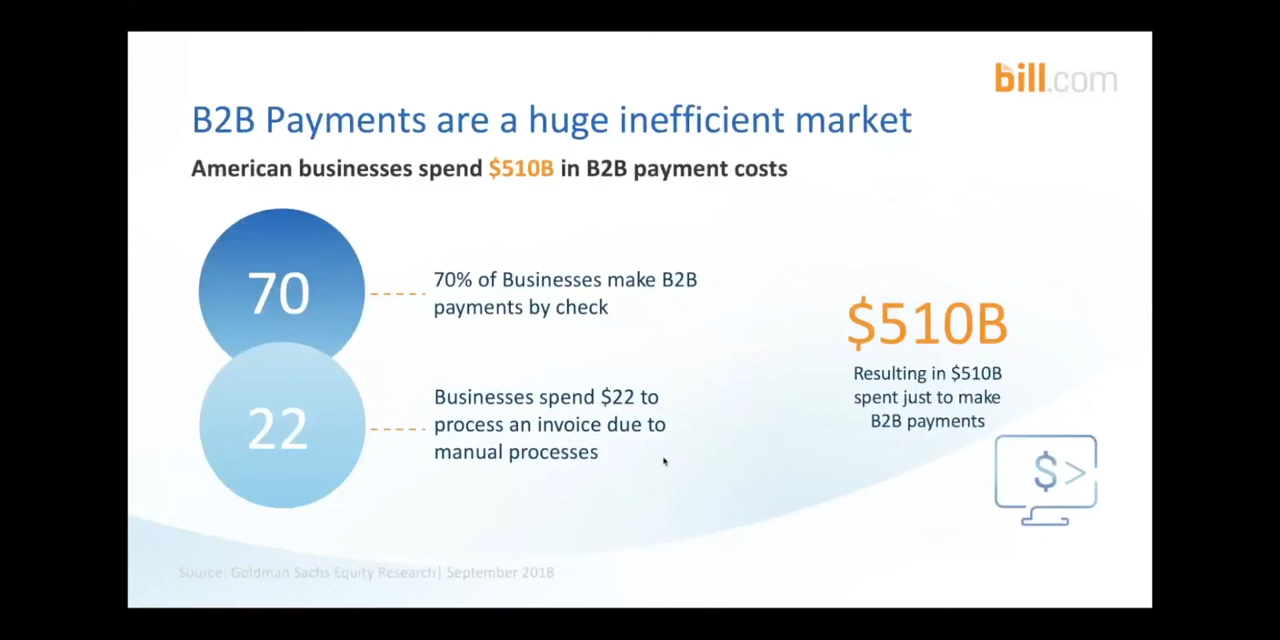 bill.com
B2B Payments are a huge inefficient market
American businesses spend $510B in B2B payment costs
70
70% of Businesses make B2B
payments by check
22
Businesses spend $22 to
process an invoice due to
manual processes
$510B
Resulting in $510B
spent just to make
B2B payments
$>
Source: Goldman Sachs Equity Research| September 2018